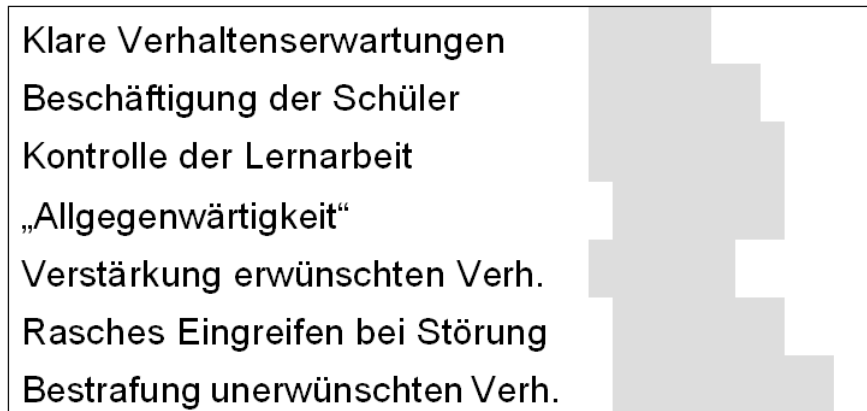 Klare Verhaltenserwartungen
Beschäftigung der Schüler
Kontrolle der Lernarbeit
„Allgegenwärtigkeit“
Verstärkung erwünschten Verh.
Rasches Eingreifen bei Störung
Bestrafung unerwünschten Verh.